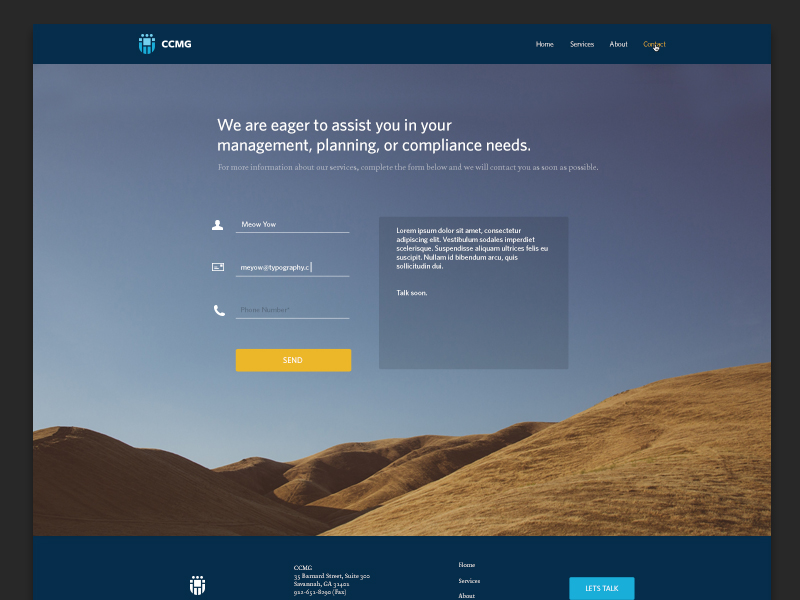 CCMG
Home
Services
About
Contact
We are eager to assist you in your
management, planning, or compliance needs.
For more information about our services, complete the form below and we will contact you as soon as possible.
Meow Yow
meyow@typography.c
Phone Number*
SEND
Lorem ipsum dolor sit amet, consectetur
adipiscing elit. Vestibulum sodales imperdiet
scelerisque. Suspendisse aliquam ultrices felis eu
suscipit. Nullam id bibendum arcu, quis
sollicitudin dui.
Talk soon.
CCMG
35 Barnard Street, Suite 300
Savannah, GA 31401
912-651-8290 (Fax)
Home
Services
About
LETS TALK